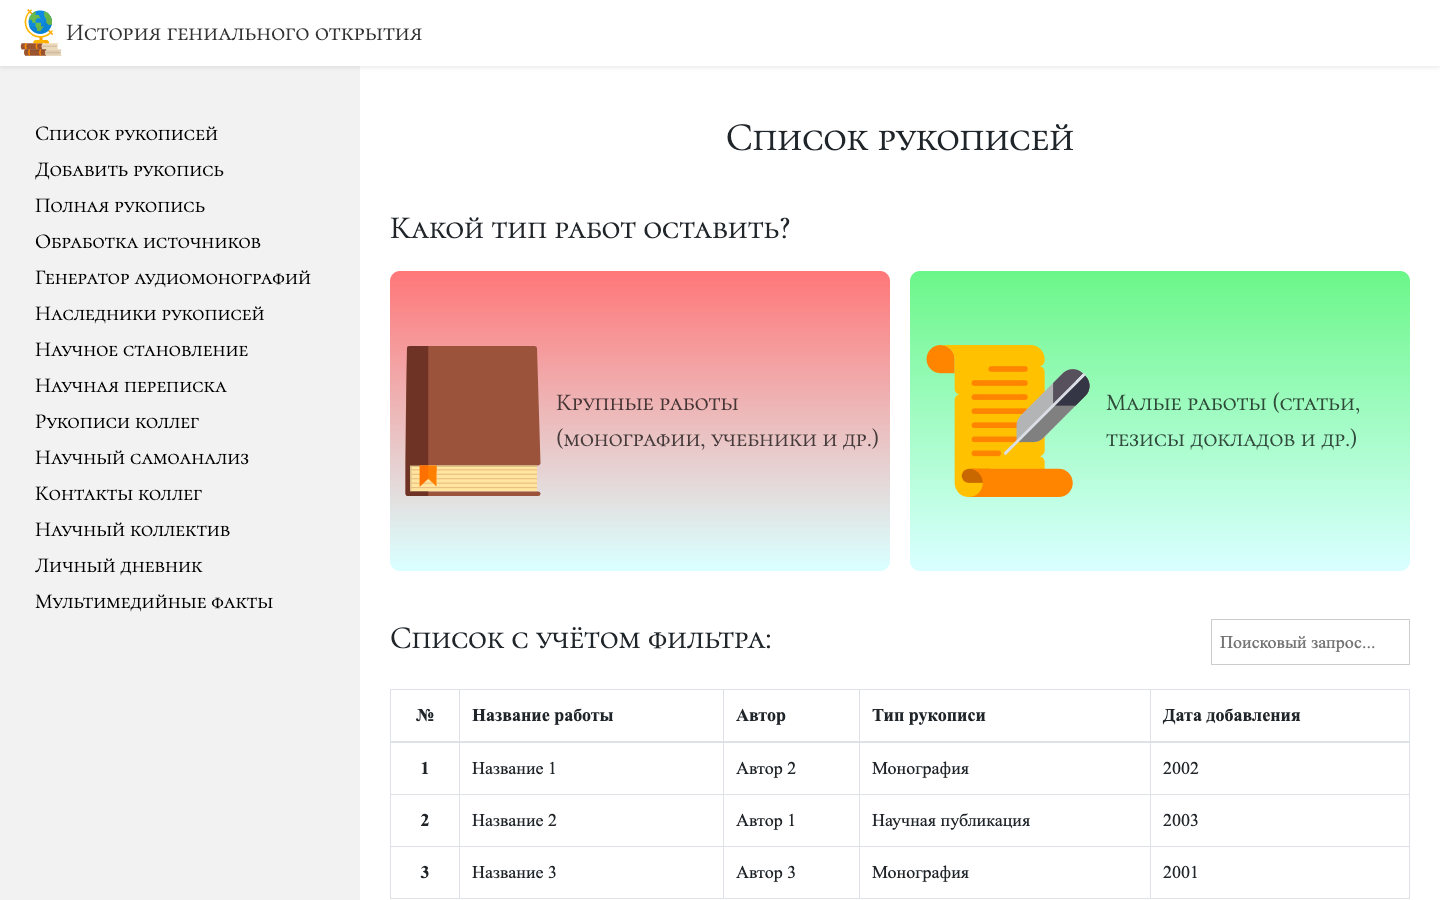 История гениального открытия
Список рукописей
Добавить рукопись
Полная рукопись
Обработка источников
Генератор аудиомонографий
Наследники рукописей
Научное становление
Научная переписка
Рукописи коллег
Научный самоанализ
Контакты коллег
Научный коллектив
Личный дневник
Мультимедийные факты
Список рукописей
Какой тип работ оставить?
Крупные работы
(монографии, учебники и др.)
Малые работы (статьи,
тезисы докладов и др.)
Список с учётом фильтра:
Поисковый запрос...
№ Название работы Автор Тип рукописи Дата добавления
1 Название 1 Автор 2 Монография 2002
2 Название 2 Автор 1 Научная публикация 2003
3 Название 3 Автор 3 Монография 2001